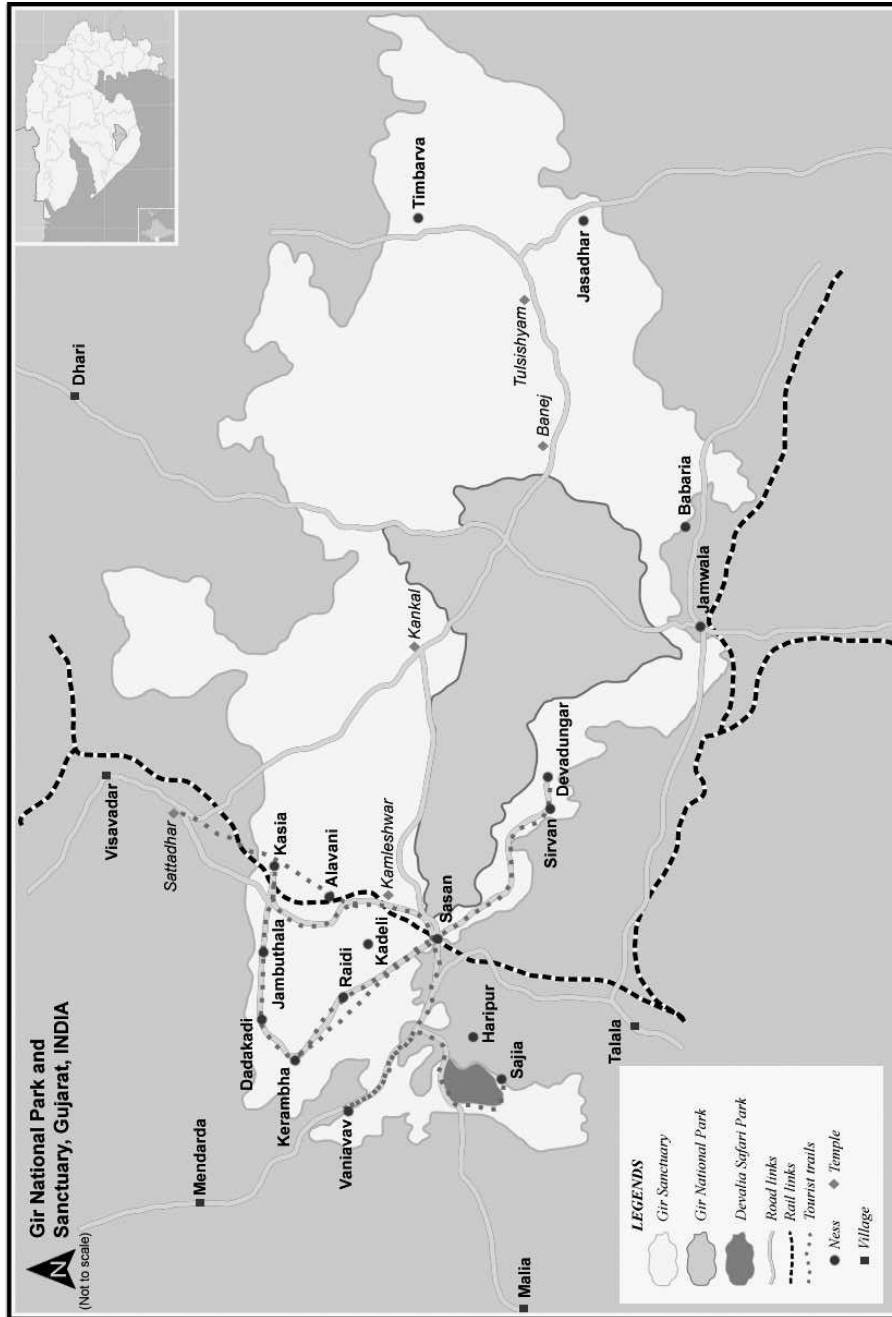 Gir National Park and
Sanctuary, Gujarat, INDIA
N
(Not to scale)
Mendarda
Visavadar
Dhari
Sattadhar
Dadakadi
Jambuthala
Kasia
Kerambha
Raidi
Alavani
Vaniavav
Kadeli
Kamleshwar
Kankal
Timbarva
Sasan
Haripur
Sajia
Malia
Talala
Sirvan
Devadungar
Banej
Tulsishyam
Jasadhar
Babaria
Jamwala
LEGENDS
Gir Sanctuary
Gir National Park
Devalia Safari Park
Road links
Rail links
Tourist trails
Ness
Temple
Village